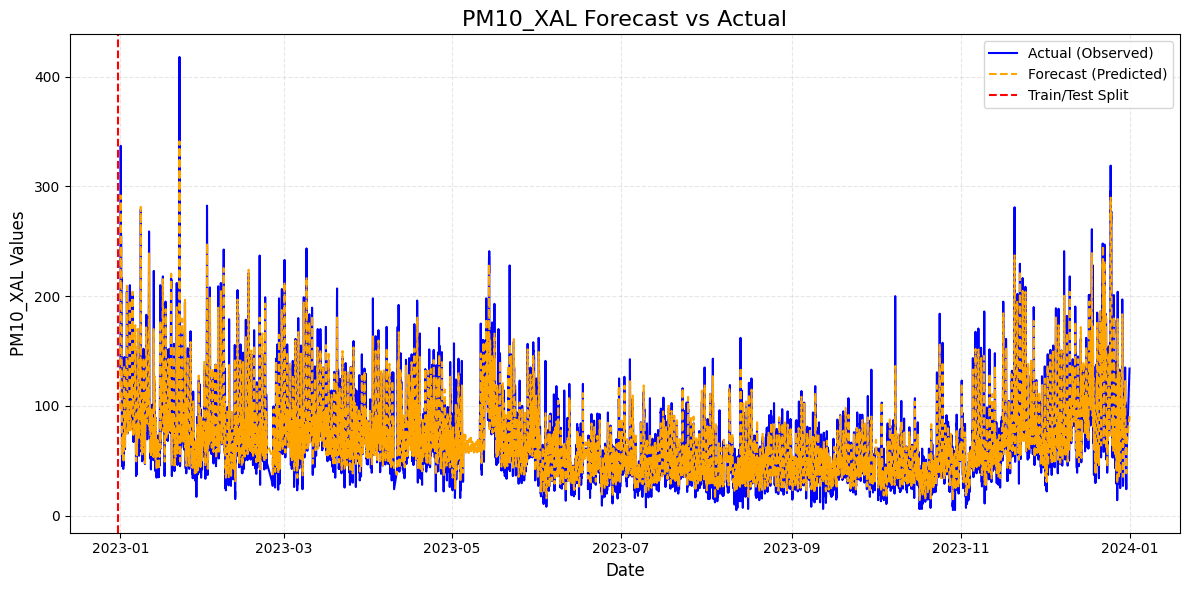 PM10_XAL Forecast vs Actual
PM10_XAL Values
400
300
200
100
0
Actual (Observed)
Forecast (Predicted)
Train/Test Split
2023-01
2023-03
2023-05
2023-07
2023-09
2023-11
2024-01
Date